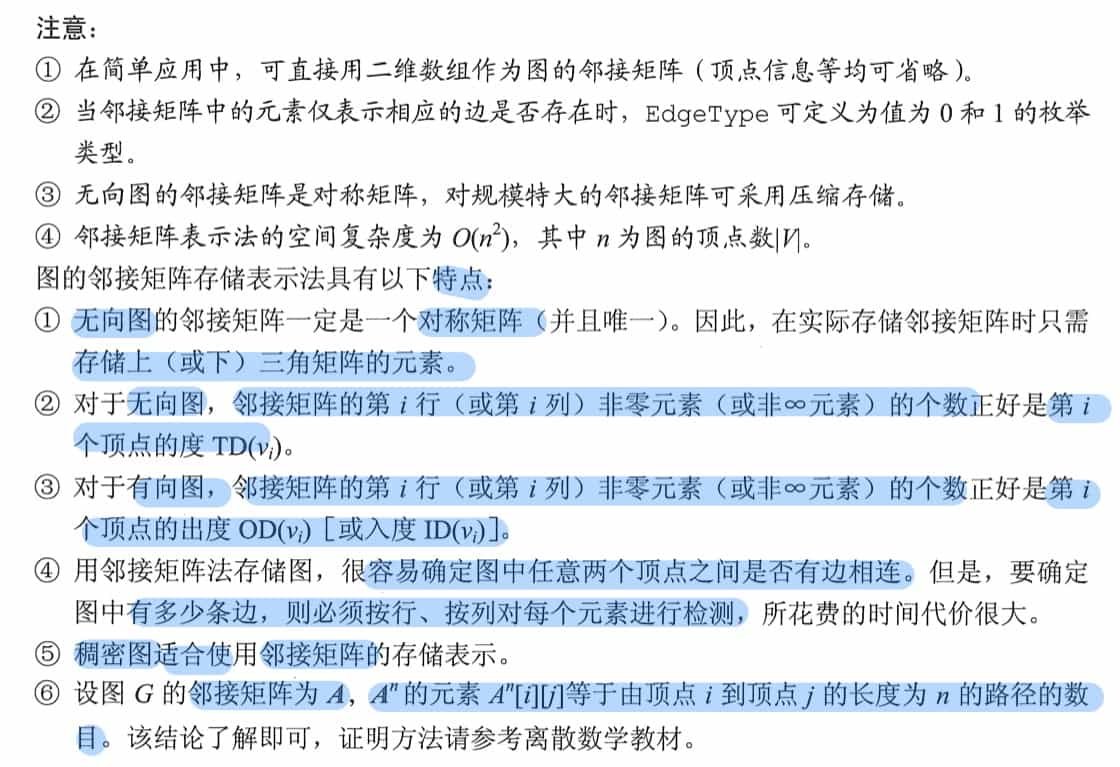 注意：
① 在简单应用中，可直接用二维数组作为图的邻接矩阵（顶点信息等均可省略）。
② 当邻接矩阵中的元素仅表示相应的边是否存在时，EdgeType 可定义为值为 0 和 1 的枚举
类型。
③ 无向图的邻接矩阵是对称矩阵，对规模特大的邻接矩阵可采用压缩存储。
④ 邻接矩阵表示法的空间复杂度为 O(n²)，其中 n 为图的顶点数|V|。
图的邻接矩阵存储表示法具有以下特点：
① 无向图的邻接矩阵一定是一个对称矩阵（并且唯一）。因此，在实际存储邻接矩阵时只需
存储上（或下）三角矩阵的元素。
② 对于无向图，邻接矩阵的第 i 行（或第 i 列）非零元素（或非∞元素）的个数正好是第 i
个顶点的度 TD(vᵢ)。
③ 对于有向图，邻接矩阵的第 i 行（或第 i 列）非零元素（或非∞元素）的个数正好是第 i
个顶点的出度 OD(vᵢ)［或入度 ID(vᵢ)］。
④ 用邻接矩阵法存储图，很容易确定图中任意两个顶点之间是否有边相连。但是，要确定
图中有多少条边，则必须按行、按列对每个元素进行检测，所花费的时间代价很大。
⑤ 稠密图适合使用邻接矩阵的存储表示。
⑥ 设图 G 的邻接矩阵为 A，Aⁿ 的元素 Aⁿ[i][j]等于由顶点 i 到顶点 j 的长度为 n 的路径的数
目。该结论了解即可，证明方法请参考离散数学教材。